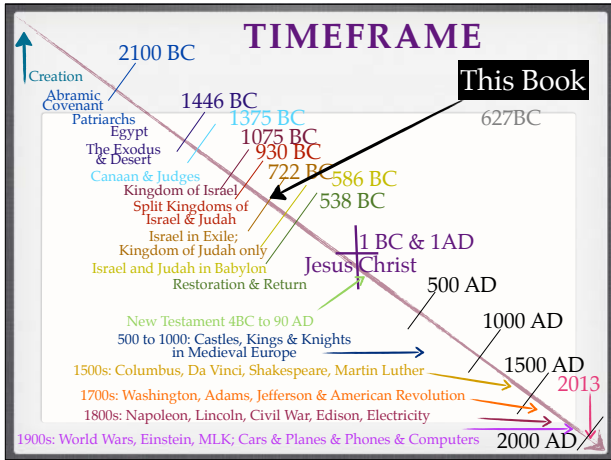 TIMEFRAME
2100 BC
This Book
Creation
627BC
Abramic
Covenant
1446 BC
Patriarchs
1375 BC
Egypt
1075 BC
The Exodus
& Desert
930 BC
Canaan & Judges
722 BC
586 BC
Kingdom of Israel
538 BC
Split Kingdoms of
Israel & Judah
Israel in Exile;
Kingdom of Judah only
1 BC & 1AD
Israel and Judah in Babylon
Jesus Christ
Restoration & Return
500 AD
New Testament 4BC to 90 AD
1000 AD
500 to 1000: Castles, Kings & Knights
in Medieval Europe
1500 AD
1500s: Columbus, Da Vinci, Shakespeare, Martin Luther
2013
1700s: Washington, Adams, Jefferson & American Revolution
1800s: Napoleon, Lincoln, Civil War, Edison, Electricity
1900s: World Wars, Einstein, MLK; Cars & Planes & Phones & Computers
2000 AD